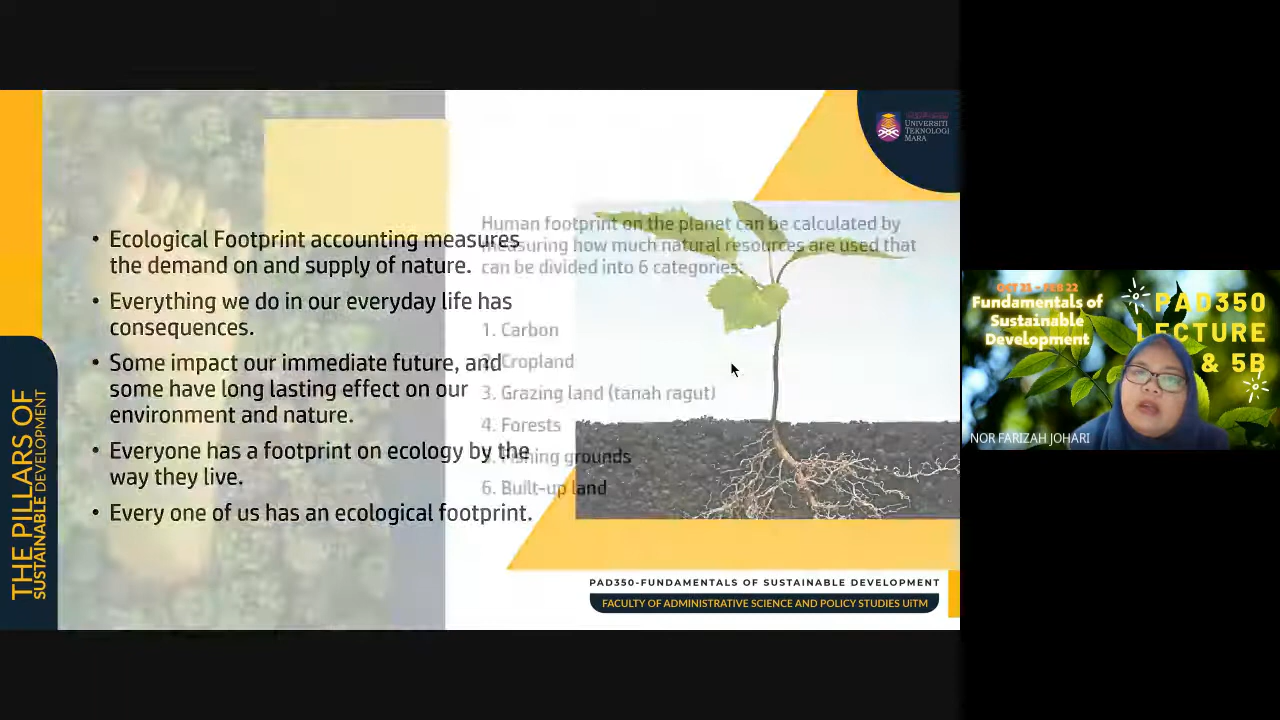 UNIVERSITI
TEKNOLOGI
MARA
Ecological Footprint accounting measures
the demand on and supply of nature.
Everything we do in our everyday life has
consequences.
Some impact our immediate future, and
some have long lasting effect on our
environment and nature.
Everyone has a footprint on ecology by the
way they live.
Every one of us has an ecological footprint.
Human footprint on the planet can be calculated by
measuring how much natural resources are used that
can be divided into 6 categories:
1. Carbon
2. Cropland
3. Grazing land (tanah ragut)
4. Forests
5. Fishing grounds
6. Built-up land
THE PILLARS OF
SUSTAINABLE DEVELOPMENT
PAD350-FUNDAMENTALS OF SUSTAINABLE DEVELOPMENT
FACULTY OF ADMINISTRATIVE SCIENCE AND POLICY STUDIES UiTM
OCT 21 - FEB 22
Fundamentals of
Sustainable
Development
PAD350
LECTURE
& 5B
NOR FARIZAH JOHARI